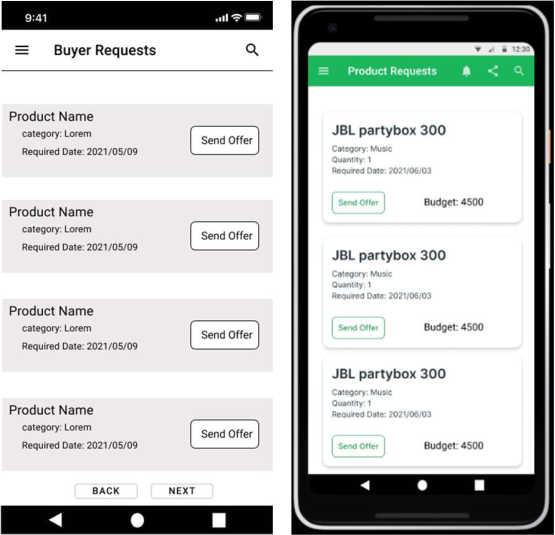 9:41
Buyer Requests
Product Name
category: Lorem
Required Date: 2021/05/09
Send Offer
Product Name
category: Lorem
Required Date: 2021/05/09
Send Offer
Product Name
category: Lorem
Required Date: 2021/05/09
Send Offer
Product Name
category: Lorem
Required Date: 2021/05/09
Send Offer
BACK NEXT
12:30
Product Requests
JBL partybox 300
Category: Music
Quantity: 1
Required Date: 2021/06/03
Send Offer Budget: 4500
JBL partybox 300
Category: Music
Quantity: 1
Required Date: 2021/06/03
Send Offer Budget: 4500
JBL partybox 300
Category: Music
Quantity: 1
Required Date: 2021/06/03
Send Offer Budget: 4500